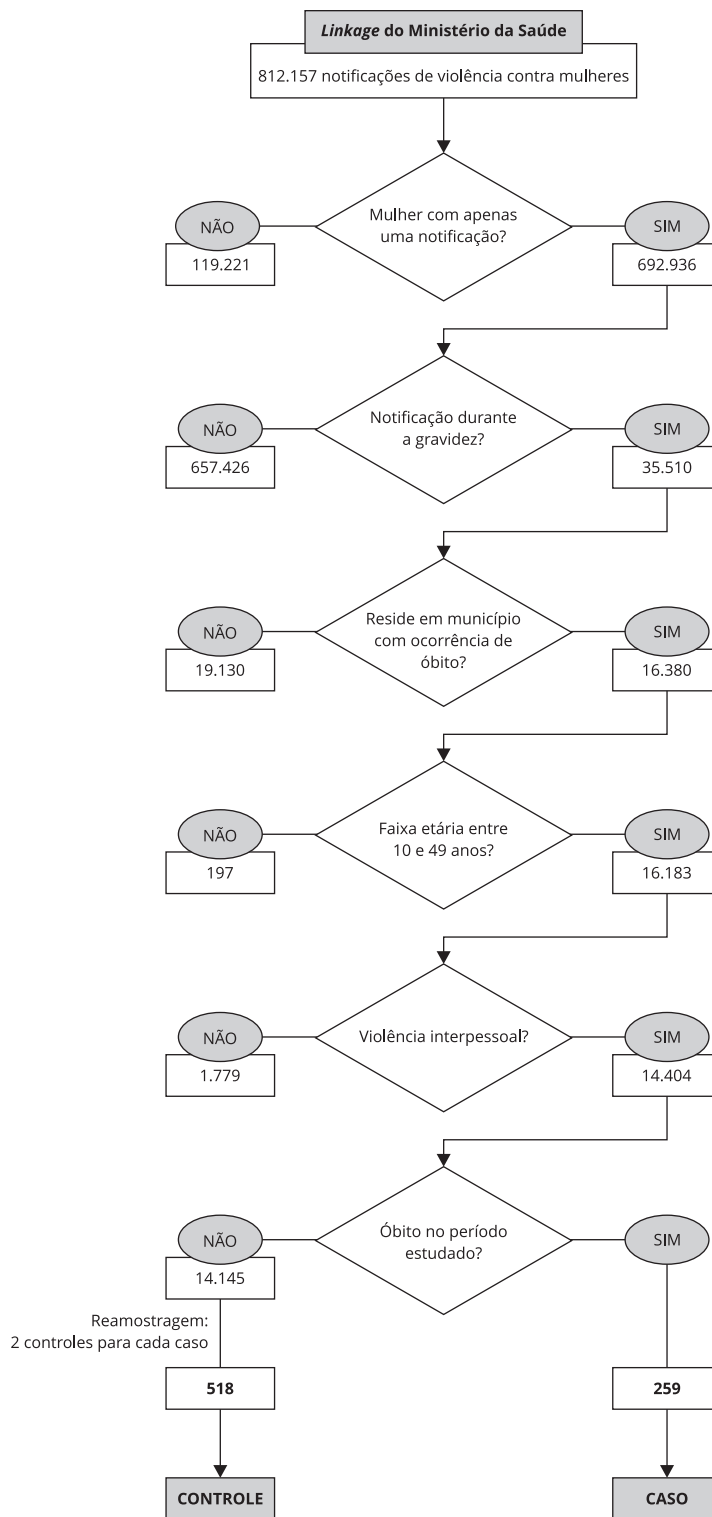 Linkage do Ministério da Saúde
812.157 notificações de violência contra mulheres
Mulher com apenas
uma notificação?
NÃO
119.221
SIM
692.936
Notificação durante
a gravidez?
NÃO
657.426
SIM
35.510
Reside em município
com ocorrência de
óbito?
NÃO
19.130
SIM
16.380
Faixa etária entre
10 e 49 anos?
NÃO
197
SIM
16.183
Violência interpessoal?
NÃO
1.779
SIM
14.404
Óbito no período
estudado?
NÃO
14.145
SIM
Reamostragem:
2 controles para cada caso
518
259
CONTROLE
CASO